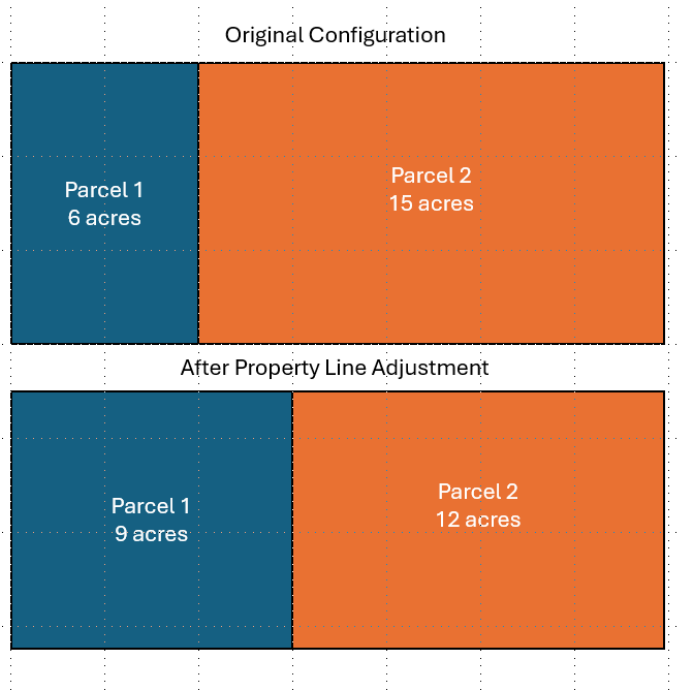 Original Configuration
Parcel 1
6 acres
Parcel 2
15 acres
After Property Line Adjustment
Parcel 1
9 acres
Parcel 2
12 acres